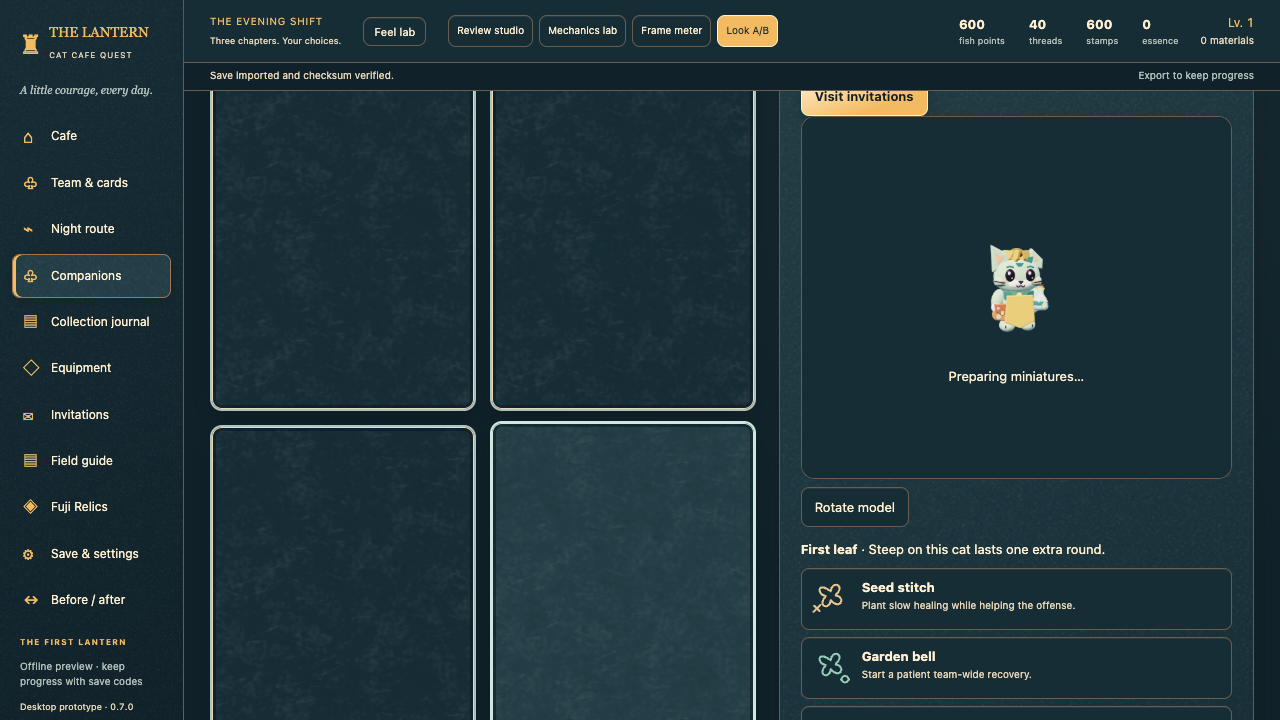 THE LANTERN
CAT CAFE QUEST
A little courage, every day.
Cafe
Team & cards
Night route
Companions
Collection journal
Equipment
Invitations
Field guide
Fuji Relics
Save & settings
Before / after
THE FIRST LANTERN
Offline preview · keep
progress with save codes
Desktop prototype · 0.7.0
THE EVENING SHIFT
Three chapters. Your choices.
Feel lab
Review studio
Mechanics lab
Frame meter
Look A/B
600
fish points
40
threads
600
stamps
0
essence
Lv. 1
0 materials
Save imported and checksum verified.
Export to keep progress
Visit invitations
Preparing miniatures...
Rotate model
First leaf · Steep on this cat lasts one extra round.
Seed stitch
Plant slow healing while helping the offense.
Garden bell
Start a patient team-wide recovery.